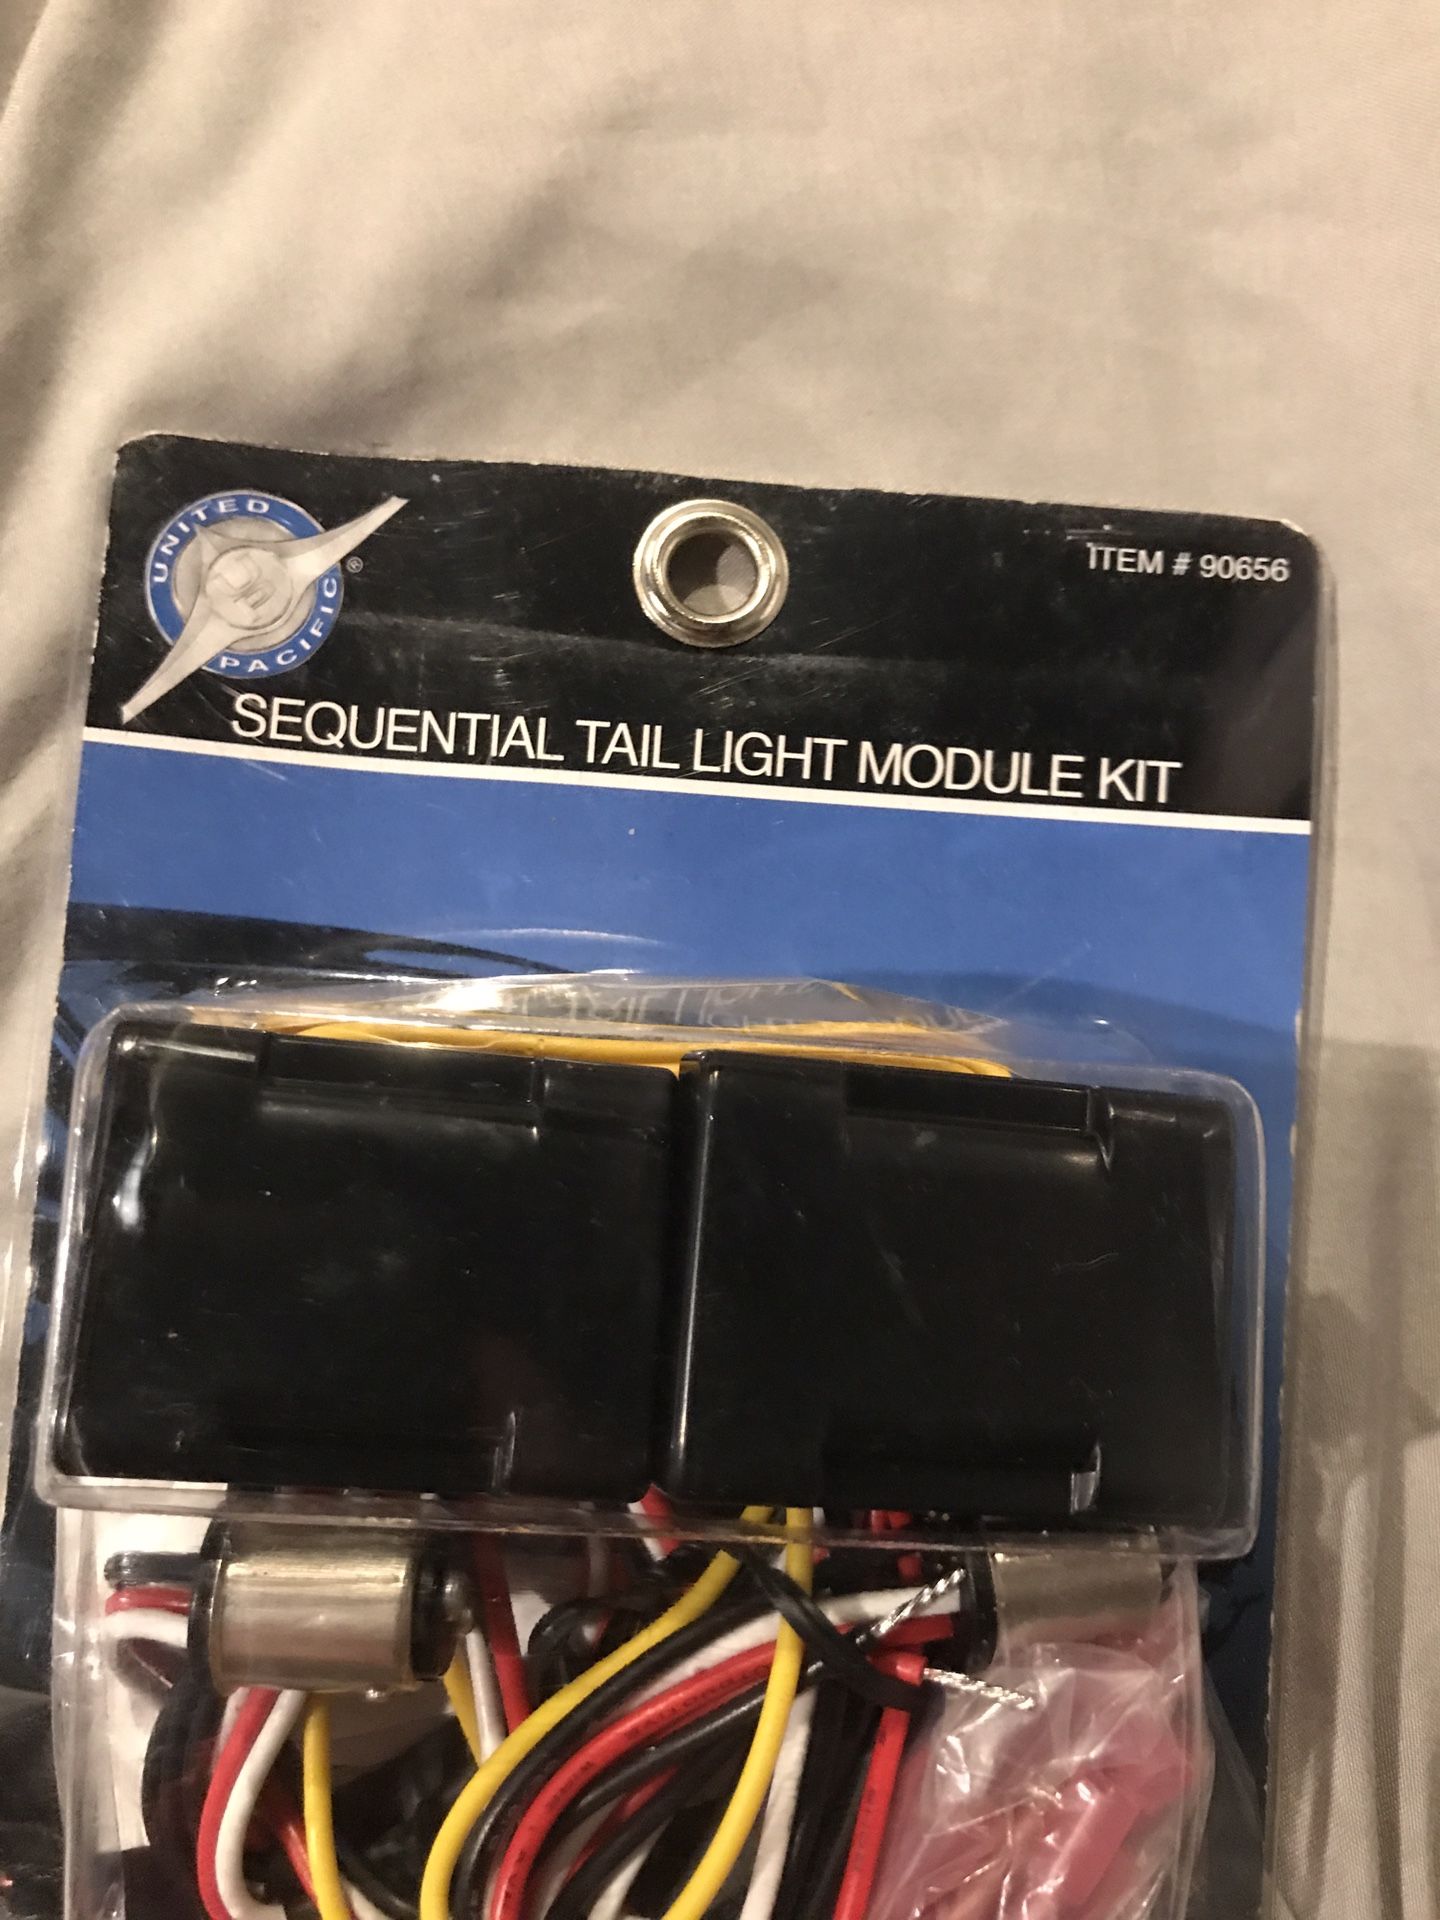 UNITED
PACIFIC
®
ITEM # 90656
SEQUENTIAL TAIL LIGHT MODULE KIT